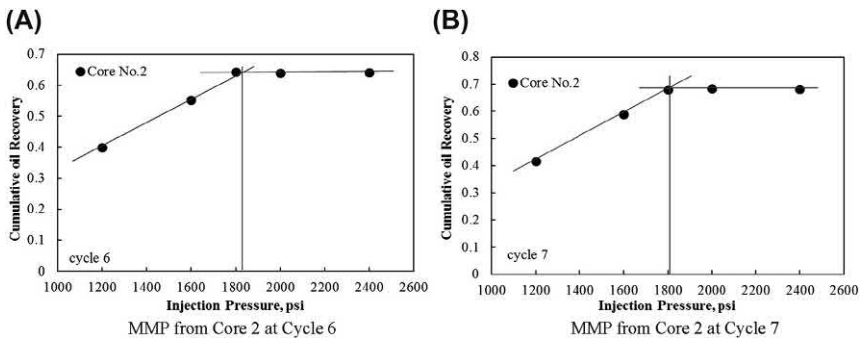 (A)
0.7
0.6
0.5
0.4
0.3
0.2
0.1
0
Cumulative oil Recovery
Core No.2
cycle 6
1000 1200 1400 1600 1800 2000 2200 2400 2600
Injection Pressure, psi
MMP from Core 2 at Cycle 6
(B)
0.8
0.7
0.6
0.5
0.4
0.3
0.2
0.1
0
Cumulative oil Recovery
Core No.2
cycle 7
1000 1200 1400 1600 1800 2000 2200 2400 2600
Injection Pressure, psi
MMP from Core 2 at Cycle 7